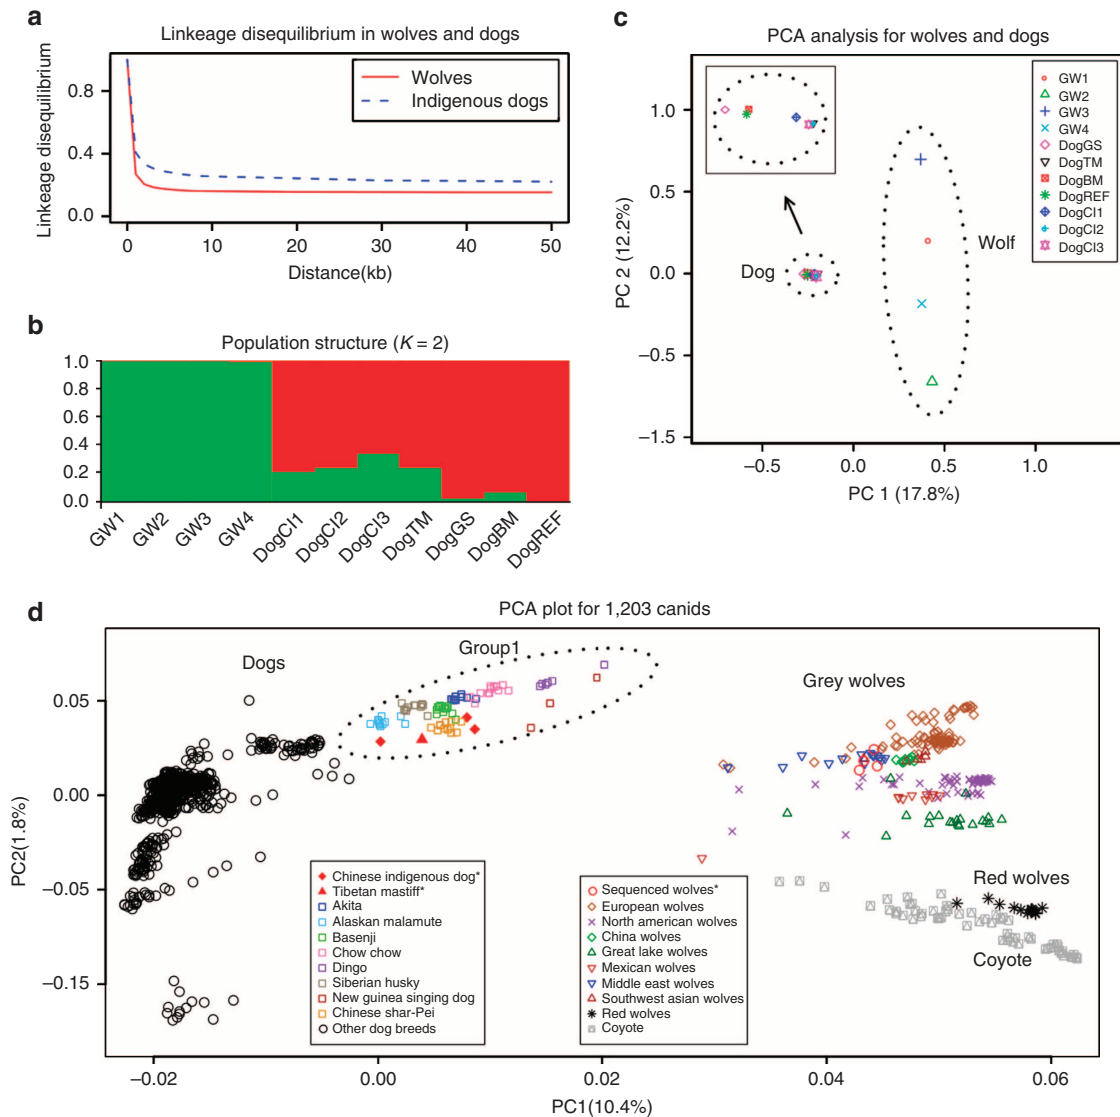 a
Linkeage disequilibrium in wolves and dogs
Linkeage disequilibrium
0.8
0.4
0.0
Wolves
Indigenous dogs
0 10 20 30 40 50
Distance(kb)
b
Population structure (K = 2)
1.0
0.8
0.6
0.4
0.2
0.0
GW1 GW2 GW3 GW4 DogCI1 DogCI2 DogCI3 DogTM DogGS DogBM DogREF
c
PCA analysis for wolves and dogs
PC 2 (12.2%)
1.0
0.5
0.0
−0.5
−1.5
Dog
Wolf
GW1
GW2
GW3
GW4
DogGS
DogTM
DogBM
DogREF
DogCI1
DogCI2
DogCI3
−0.5 0.0 0.5 1.0
PC 1 (17.8%)
d
PCA plot for 1,203 canids
PC2(1.8%)
0.05
0.00
−0.05
−0.15
Dogs
Group1
Grey wolves
Red wolves
Coyote
Chinese indigenous dog*
Tibetan mastiff*
Akita
Alaskan malamute
Basenji
Chow chow
Dingo
Siberian husky
New guinea singing dog
Chinese shar-Pei
Other dog breeds
Sequenced wolves*
European wolves
North american wolves
China wolves
Great lake wolves
Mexican wolves
Middle east wolves
Southwest asian wolves
Red wolves
Coyote
−0.02 0.00 0.02 0.04 0.06
PC1(10.4%)